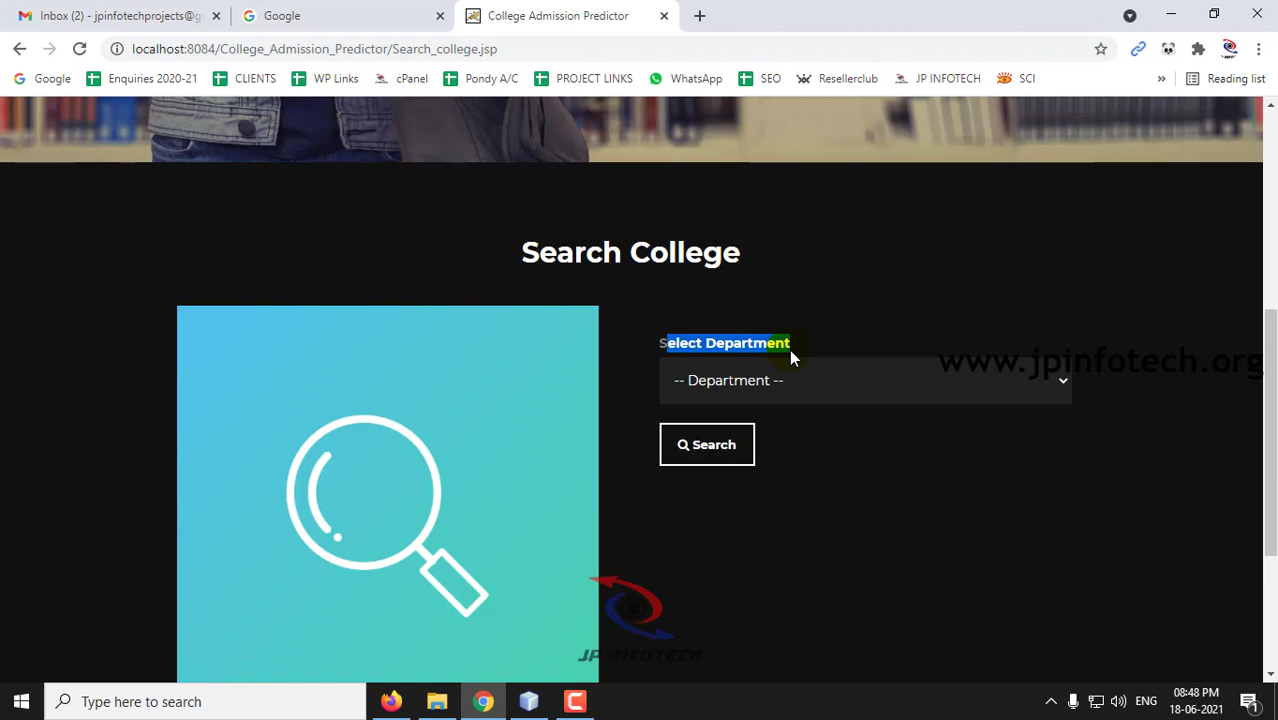 Inbox (2) - jpinfotechprojects@g
Google
College Admission Predictor
localhost:8084/College_Admission_Predictor/Search_college.jsp
Google
Enquiries 2020-21
CLIENTS
WP Links
cPanel
Pondy A/C
PROJECT LINKS
WhatsApp
SEO
Resellerclub
JP INFOTECH
SCI
»
Reading list
Search College
Select Department
www.jpinfotech.org
-- Department --
Search
JP INFOTECH
Type here to search
ENG
08:48 PM
18-06-2021
1